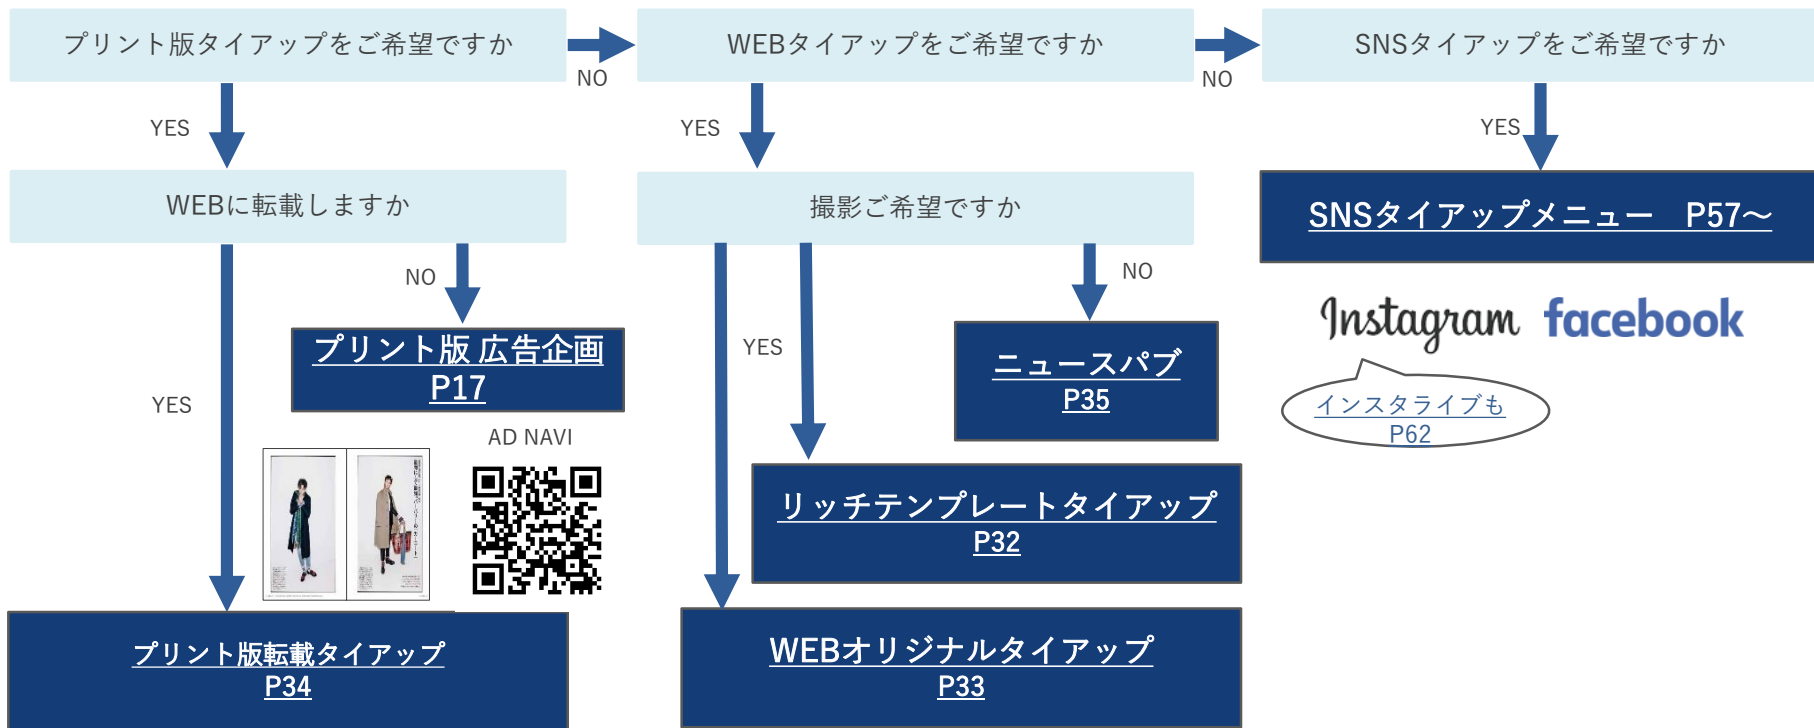 プリント版タイアップをご希望ですか
NO
WEBタイアップをご希望ですか
NO
SNSタイアップをご希望ですか
YES
YES
YES
WEBに転載しますか
撮影ご希望ですか
SNSタイアップメニュー　P57～
NO
YES
プリント版 広告企画
P17
YES
NO
ニュースパブ
P35
Instagram
facebook
インスタライブも
P62
AD NAVI
リッチテンプレートタイアップ
P32
プリント版転載タイアップ
P34
WEBオリジナルタイアップ
P33